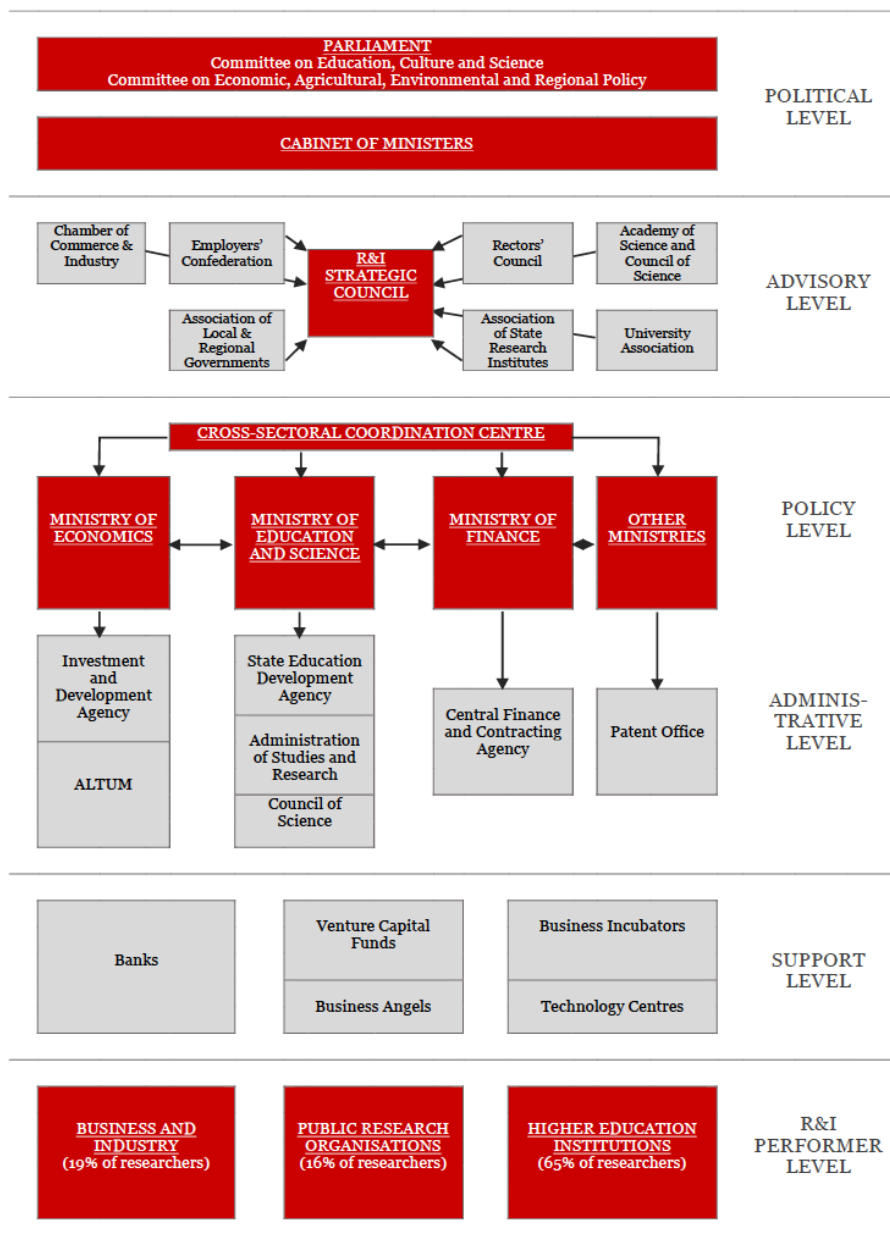 PARLIAMENT
Committee on Education, Culture and Science
Committee on Economic, Agricultural, Environmental and Regional Policy
CABINET OF MINISTERS
POLITICAL
LEVEL
Chamber of
Commerce &
Industry
Employers'
Confederation
R&I
STRATEGIC
COUNCIL
Rectors'
Council
Academy of
Science and
Council of
Science
Association of
Local &
Regional
Governments
Association
of State
Research
Institutes
University
Association
ADVISORY
LEVEL
CROSS-SECTORAL COORDINATION CENTRE
MINISTRY OF
ECONOMICS
MINISTRY OF
EDUCATION
AND SCIENCE
MINISTRY OF
FINANCE
OTHER
MINISTRIES
POLICY
LEVEL
Investment
and
Development
Agency
ALTUM
State Education
Development
Agency
Administration
of Studies and
Research
Council of
Science
Central Finance
and Contracting
Agency
Patent Office
ADMINIS-
TRATIVE
LEVEL
Banks
Venture Capital
Funds
Business Angels
Business Incubators
Technology Centres
SUPPORT
LEVEL
BUSINESS AND
INDUSTRY
(19% of researchers)
PUBLIC RESEARCH
ORGANISATIONS
(16% of researchers)
HIGHER EDUCATION
INSTITUTIONS
(65% of researchers)
R&I
PERFORMER
LEVEL